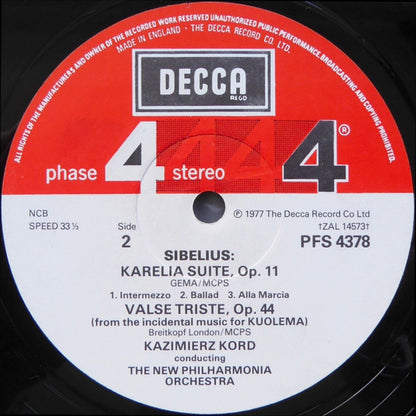 ALL RIGHTS OF THE MANUFACTURERS AND OWNER OF THE RECORDED WORK RESERVED UNAUTHORIZED PUBLIC PERFORMANCE, BROADCASTING AND COPYING PROHIBITED.
MADE IN ENGLAND · THE DECCA RECORD CO LTD.
DECCA
REGD
phase 4 stereo 4 4 4 ®
NCB
SPEED 33⅓
Side
2
℗ 1977 The Decca Record Co Ltd
†ZAL 14573†
PFS 4378
SIBELIUS:
KARELIA SUITE, Op. 11
GEMA/MCPS
1. Intermezzo 2. Ballad 3. Alla Marcia
VALSE TRISTE, Op. 44
(from the incidental music for KUOLEMA)
Breitkopf London/MCPS
KAZIMIERZ KORD
conducting
THE NEW PHILHARMONIA
ORCHESTRA